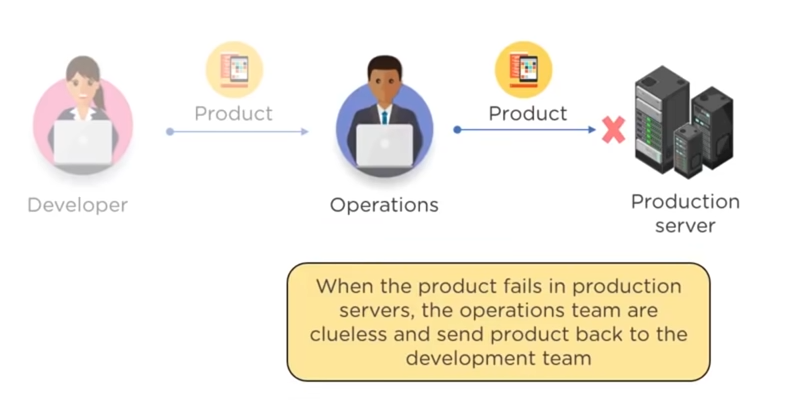 Product
Product
Developer
Operations
Production
server
When the product fails in production
servers, the operations team are
clueless and send product back to the
development team